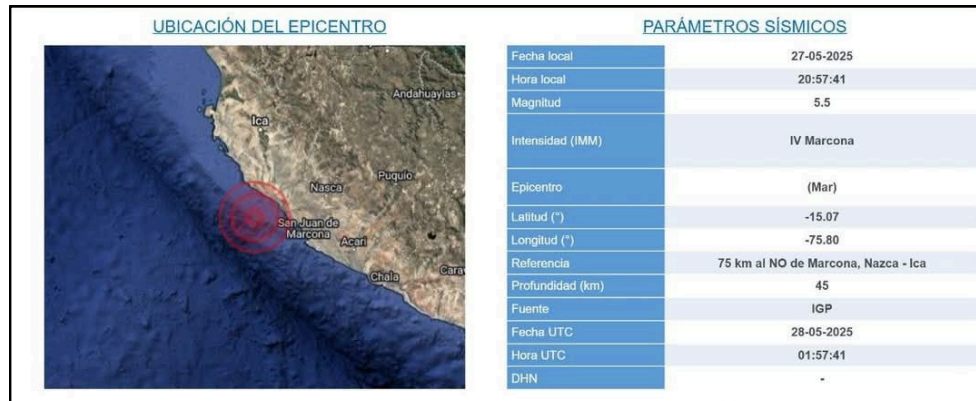 UBICACIÓN DEL EPICENTRO
Andahuaylas
Ica
Puquio
Nasca
San Juan de
Marcona
Acarí
Chala
Cara
PARÁMETROS SÍSMICOS
Fecha local 27-05-2025
Hora local 20:57:41
Magnitud 5.5
Intensidad (IMM) IV Marcona
Epicentro (Mar)
Latitud (°) -15.07
Longitud (°) -75.80
Referencia 75 km al NO de Marcona, Nazca - Ica
Profundidad (km) 45
Fuente IGP
Fecha UTC 28-05-2025
Hora UTC 01:57:41
DHN -